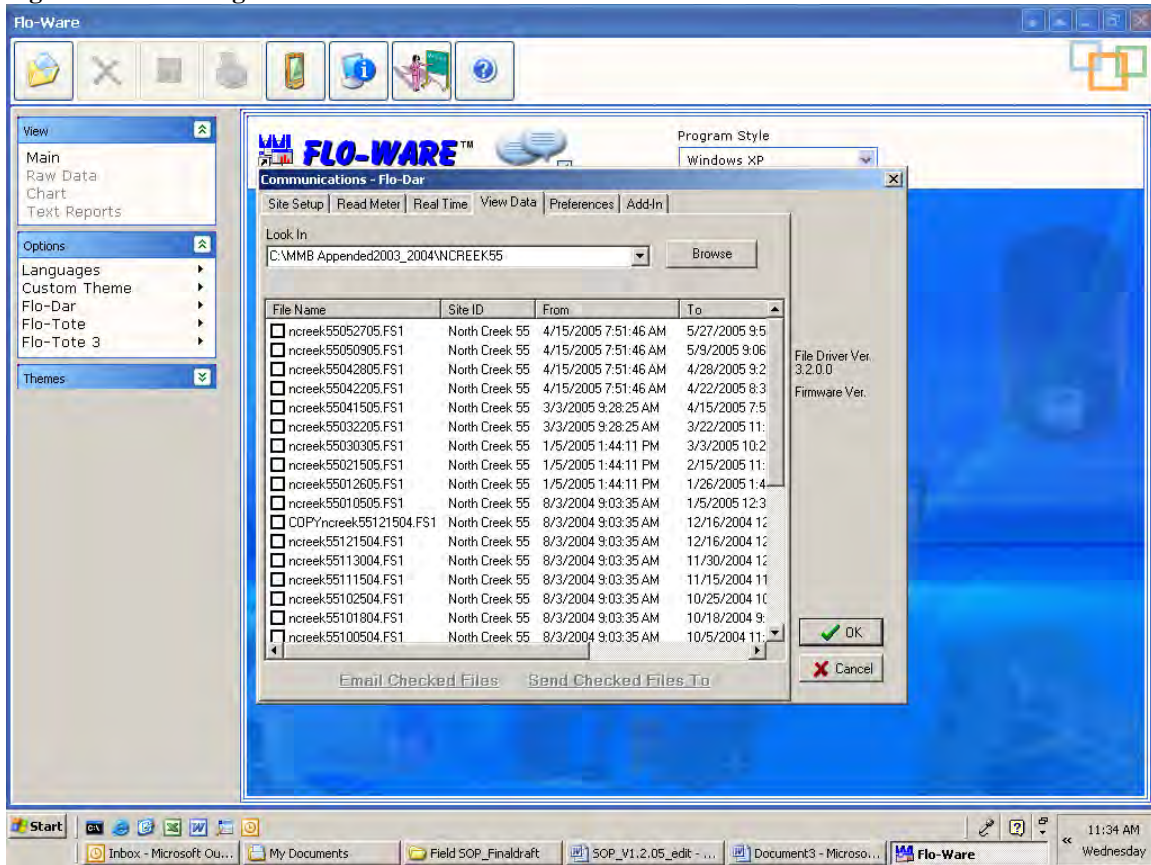 Flo-Ware
View
Main
Raw Data
Chart
Text Reports
Options
Languages
Custom Theme
Flo-Dar
Flo-Tote
Flo-Tote 3
Themes
FLO-WARE™
Program Style
Windows XP
Communications - Flo-Dar
Site Setup Read Meter Real Time View Data Preferences Add-In
Look In
C:\MMB Appended2003_2004\NCREEK55 Browse
File Name Site ID From To
ncreek55052705.FS1 North Creek 55 4/15/2005 7:51:46 AM 5/27/2005 9:5
ncreek55050905.FS1 North Creek 55 4/15/2005 7:51:46 AM 5/9/2005 9:06
ncreek55042805.FS1 North Creek 55 4/15/2005 7:51:46 AM 4/28/2005 9:2
ncreek55042205.FS1 North Creek 55 4/15/2005 7:51:46 AM 4/22/2005 8:3
ncreek55041505.FS1 North Creek 55 3/3/2005 9:28:25 AM 4/15/2005 7:5
ncreek55032205.FS1 North Creek 55 3/3/2005 9:28:25 AM 3/22/2005 11:
ncreek55030305.FS1 North Creek 55 1/5/2005 1:44:11 PM 3/3/2005 10:2
ncreek55021505.FS1 North Creek 55 1/5/2005 1:44:11 PM 2/15/2005 11:
ncreek55012605.FS1 North Creek 55 1/5/2005 1:44:11 PM 1/26/2005 1:4
ncreek55010505.FS1 North Creek 55 8/3/2004 9:03:35 AM 1/5/2005 12:3
COPYncreek55121504.FS1 North Creek 55 8/3/2004 9:03:35 AM 12/16/2004 12
ncreek55121504.FS1 North Creek 55 8/3/2004 9:03:35 AM 12/16/2004 12
ncreek55113004.FS1 North Creek 55 8/3/2004 9:03:35 AM 11/30/2004 12
ncreek55111504.FS1 North Creek 55 8/3/2004 9:03:35 AM 11/15/2004 11
ncreek55102504.FS1 North Creek 55 8/3/2004 9:03:35 AM 10/25/2004 10
ncreek55101804.FS1 North Creek 55 8/3/2004 9:03:35 AM 10/18/2004 9:
ncreek55100504.FS1 North Creek 55 8/3/2004 9:03:35 AM 10/5/2004 11:
File Driver Ver.
3.2.0.0
Firmware Ver.
OK
Cancel
Email Checked Files Send Checked Files To
Start
11:34 AM
Inbox - Microsoft Ou... My Documents Field SOP_Finaldraft SOP_V1.2.05_edit - ... Document3 - Microso... Flo-Ware
Wednesday